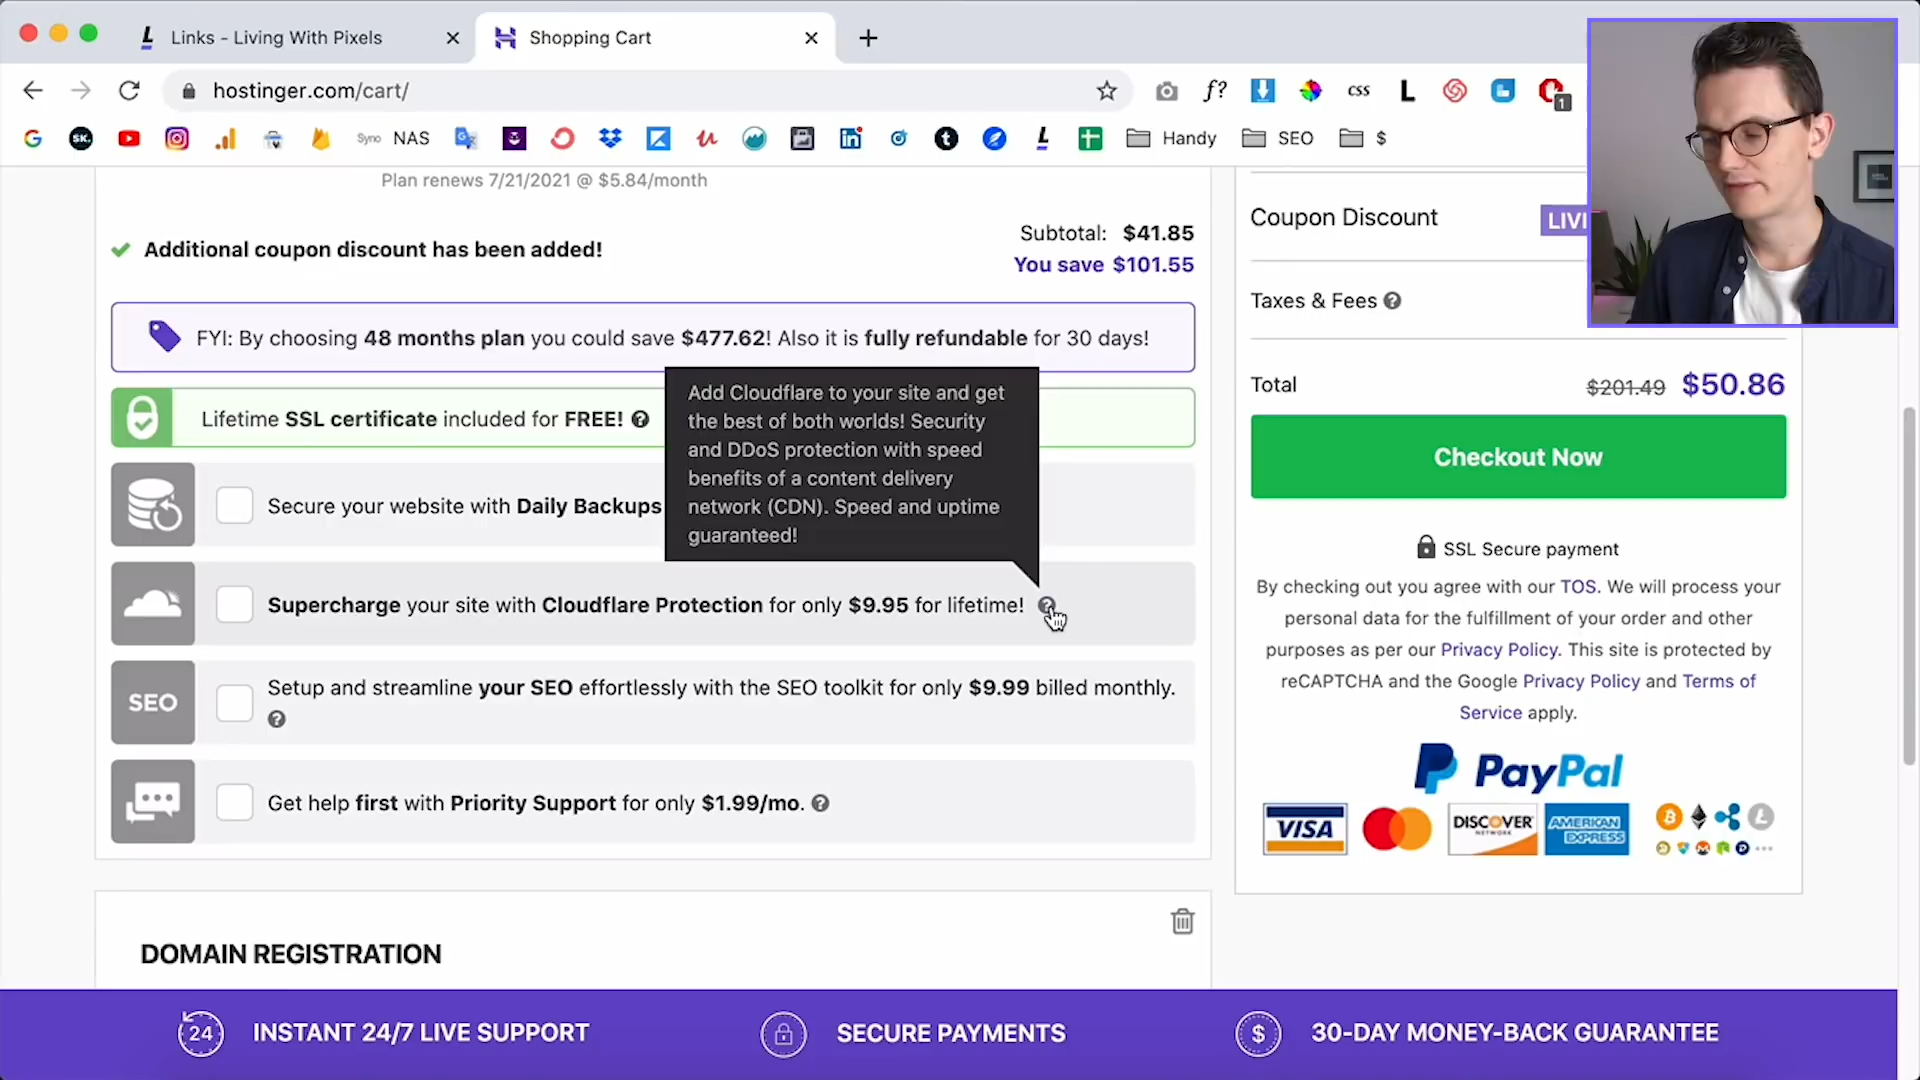 Links - Living With Pixels
Shopping Cart
hostinger.com/cart/
f?
CSS
L
1
SK.
Syno
NAS
Handy
SEO
$
Plan renews 7/21/2021 @ $5.84/month
Additional coupon discount has been added!
Subtotal: $41.85
You save $101.55
FYI: By choosing 48 months plan you could save $477.62! Also it is fully refundable for 30 days!
Lifetime SSL certificate included for FREE!
Add Cloudflare to your site and get
the best of both worlds! Security
and DDoS protection with speed
benefits of a content delivery
network (CDN). Speed and uptime
guaranteed!
Secure your website with Daily Backups
Supercharge your site with Cloudflare Protection for only $9.95 for lifetime!
SEO
Setup and streamline your SEO effortlessly with the SEO toolkit for only $9.99 billed monthly.
Get help first with Priority Support for only $1.99/mo.
DOMAIN REGISTRATION
Coupon Discount
LIVI
Taxes & Fees
Total
$201.49 $50.86
Checkout Now
SSL Secure payment
By checking out you agree with our TOS. We will process your
personal data for the fulfillment of your order and other
purposes as per our Privacy Policy. This site is protected by
reCAPTCHA and the Google Privacy Policy and Terms of
Service apply.
PayPal
VISA
DISCOVER
NETWORK
AMERICAN
EXPRESS
24
INSTANT 24/7 LIVE SUPPORT
SECURE PAYMENTS
$
30-DAY MONEY-BACK GUARANTEE